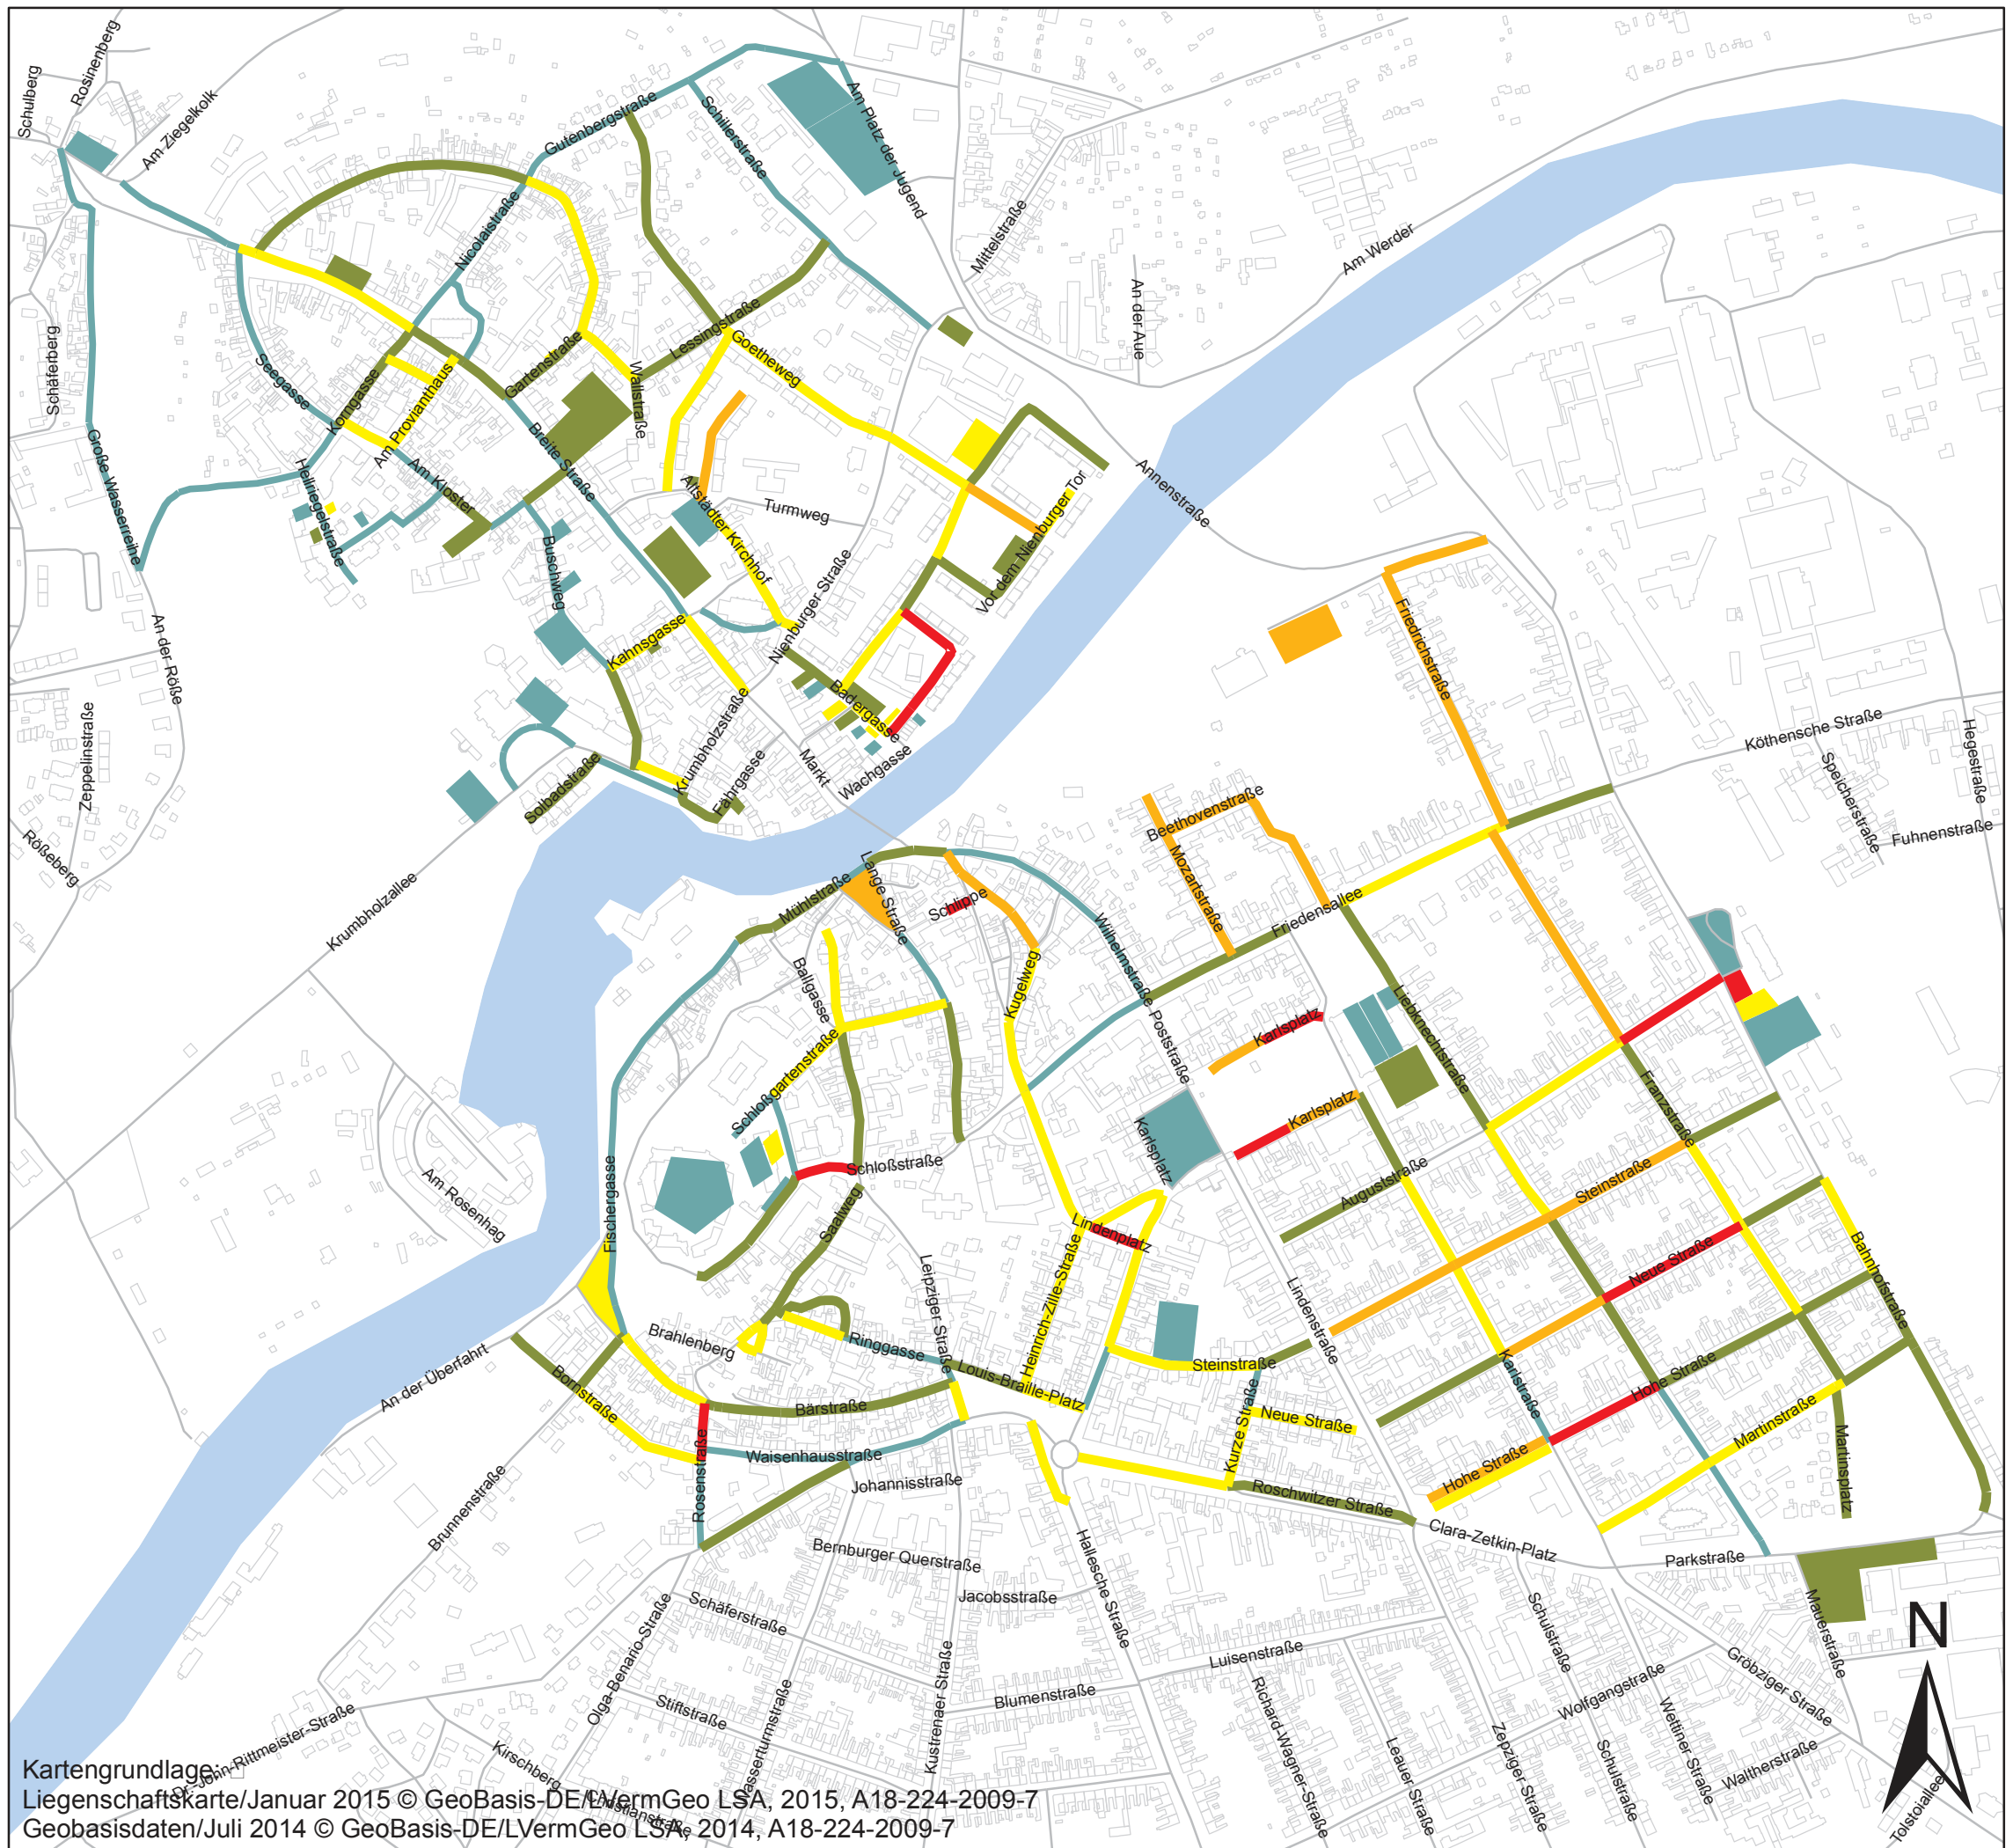 Schulberg
Rosinenberg
Am Ziegelkolk
Gutenbergstraße
Schillerstraße
Am Platz der Jugend
Nicolaistraße
Mittelstraße
Am Werder
An der Aue
Schäferberg
Seegasse
Korngasse
Am Provianthaus
Gartenstraße
Wallstraße
Lessingstraße
Goetheweg
Große Wasserreihe
Hellriegelstraße
Am Kloster
Breite Straße
Altstädter Kirchhof
Turmweg
Vor dem Nienburger Tor
Annenstraße
Buschweg
Nienburger Straße
Kahnsgasse
Friedrichstraße
An der Röße
Zeppelinstraße
Badergasse
Krumbholzstraße
Markt
Wachgasse
Fährgasse
Solbadstraße
Rößeberg
Krumbholzallee
Köthensche Straße
Hegestraße
Speicherstraße
Fuhnenstraße
Beethovenstraße
Mozartstraße
Mühlstraße
Lange Straße
Schlippe
Friedensallee
Wilhelmstraße
Ballgasse
Kugelweg
Liebknechtstraße
Poststraße
Karlsplatz
Schloßgartenstraße
Karlsplatz
Karlsplatz
Franzstraße
Fischergasse
Am Rosenhag
Schloßstraße
Auguststraße
Steinstraße
Saalweg
Lindenplatz
Neue Straße
Bahnhofstraße
Leipziger Straße
Heinrich-Zille-Straße
Lindenstraße
Brahlenberg
Ringgasse
An der Überfahrt
Bornstraße
Louis-Braille-Platz
Steinstraße
Karlstraße
Hohe Straße
Bärstraße
Kurze Straße
Neue Straße
Martinstraße
Martinsplatz
Waisenhausstraße
Rosenstraße
Johannisstraße
Hohe Straße
Roschwitzer Straße
Brunnenstraße
Clara-Zetkin-Platz
Parkstraße
Bernburger Querstraße
Hallesche Straße
Jacobsstraße
Schäferstraße
Olga-Benario-Straße
Schulstraße
Mauerstraße
N
Luisenstraße
Gröbziger Straße
Wolfgangstraße
Stiftstraße
Blumenstraße
Kustrenaer Straße
Richard-Wagner-Straße
Wettiner Straße
Leauer Straße
Zepziger Straße
Schulstraße
Waltherstraße
Tolstoiallee
Kirschberg
Christianstraße
Kartengrundlage:
Liegenschaftskarte/Januar 2015 © GeoBasis-DE/LVermGeo LSA, 2015, A18-224-2009-7
Geobasisdaten/Juli 2014 © GeoBasis-DE/LVermGeo LSA, 2014, A18-224-2009-7